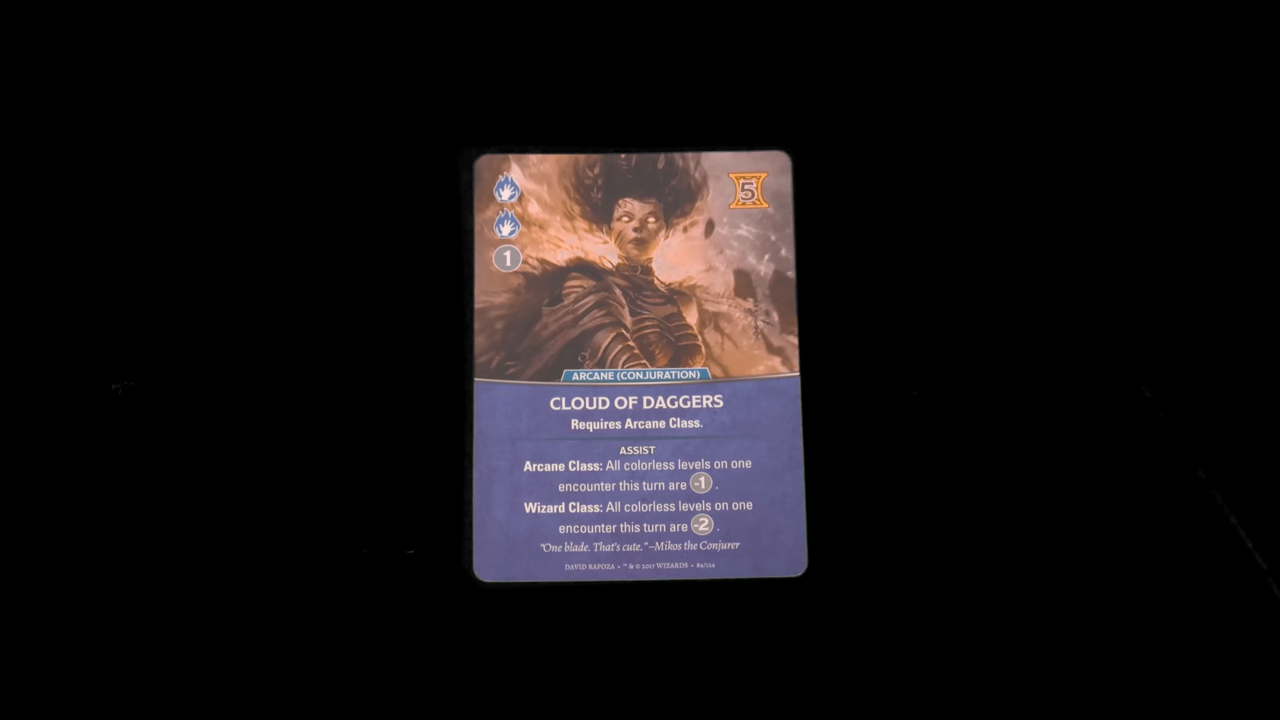 5
1
ARCANE (CONJURATION)
CLOUD OF DAGGERS
Requires Arcane Class.
ASSIST
Arcane Class: All colorless levels on one
encounter this turn are -1 .
Wizard Class: All colorless levels on one
encounter this turn are -2 .
"One blade. That's cute." –Mikos the Conjurer
DAVID RAPOZA • ™ & © 2017 WIZARDS • 84/124